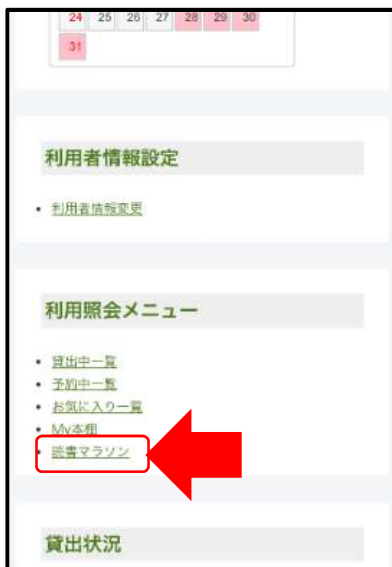 24 25 26 27 28 29 30
31
利用者情報設定
利用者情報変更
利用照会メニュー
貸出中一覧
予約中一覧
お気に入り一覧
My本棚
読書マラソン
貸出状況